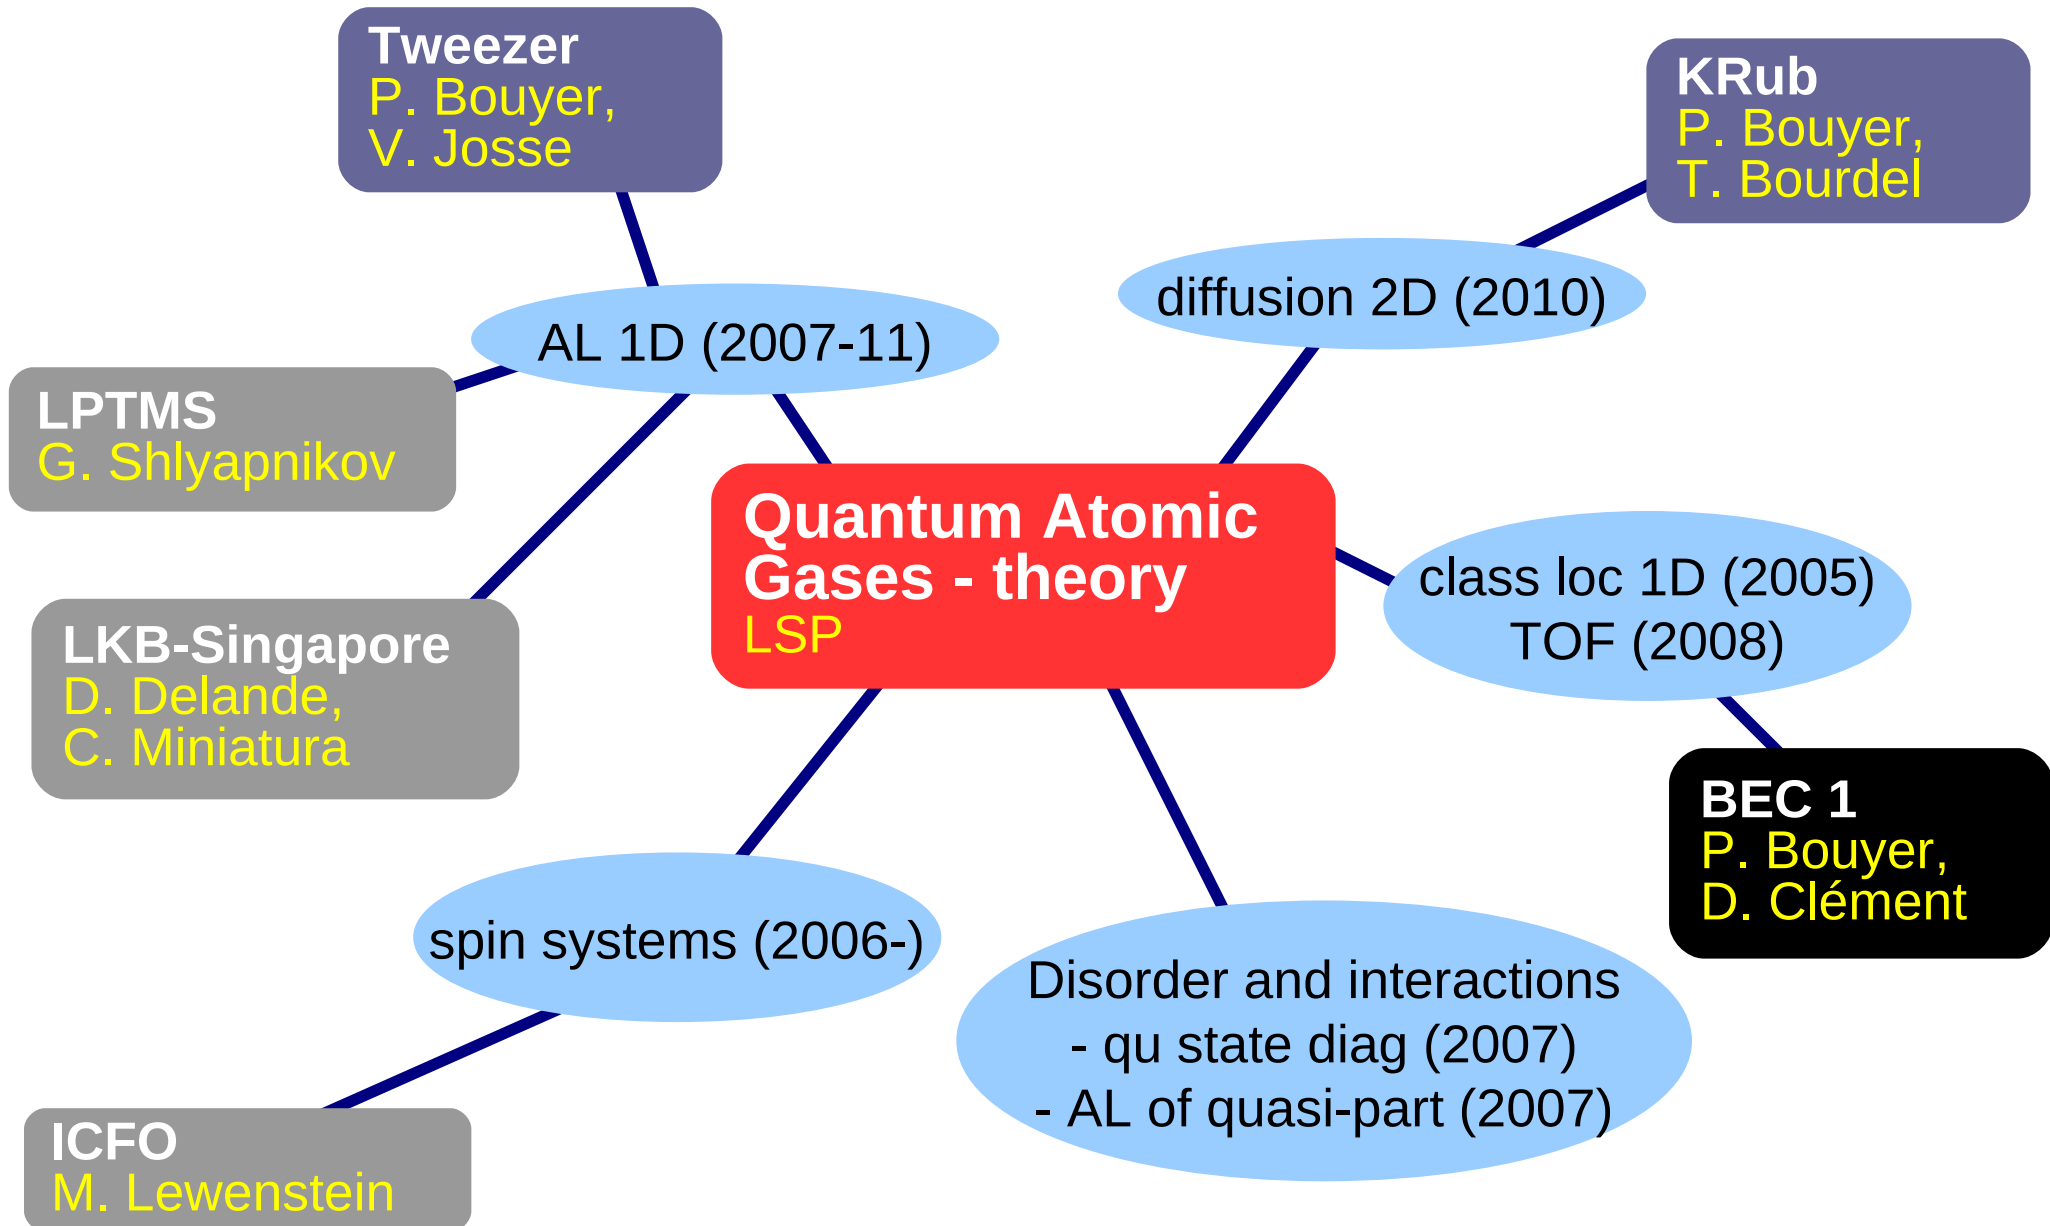 Tweezer
P. Bouyer,
V. Josse
KRub
P. Bouyer,
T. Bourdel
diffusion 2D (2010)
AL 1D (2007-11)
LPTMS
G. Shlyapnikov
Quantum Atomic
Gases - theory
LSP
class loc 1D (2005)
TOF (2008)
LKB-Singapore
D. Delande,
C. Miniatura
BEC 1
P. Bouyer,
D. Clément
spin systems (2006-)
Disorder and interactions
- qu state diag (2007)
- AL of quasi-part (2007)
ICFO
M. Lewenstein